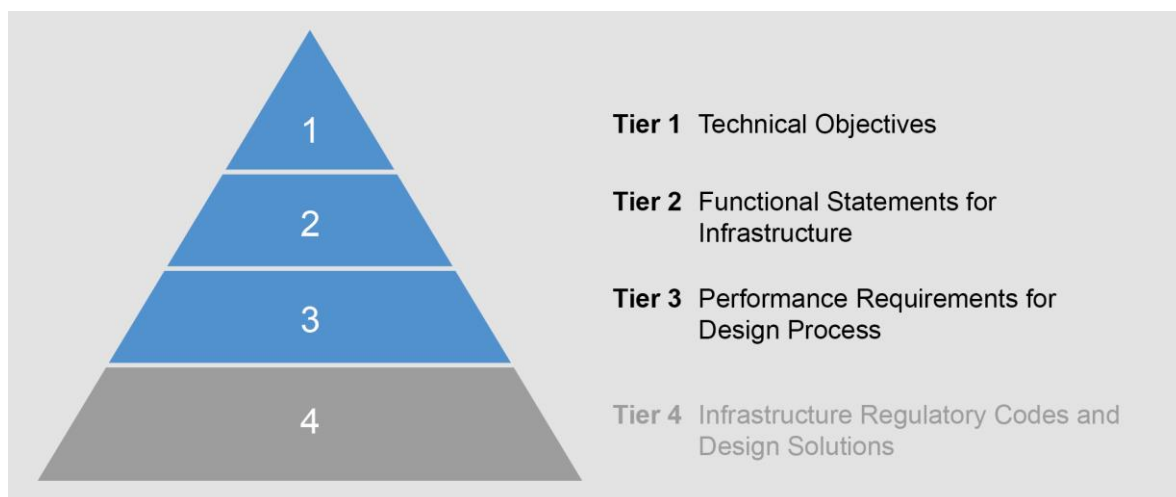 1
Tier 1 Technical Objectives
2
Tier 2 Functional Statements for
Infrastructure
3
Tier 3 Performance Requirements for
Design Process
4
Tier 4 Infrastructure Regulatory Codes and
Design Solutions